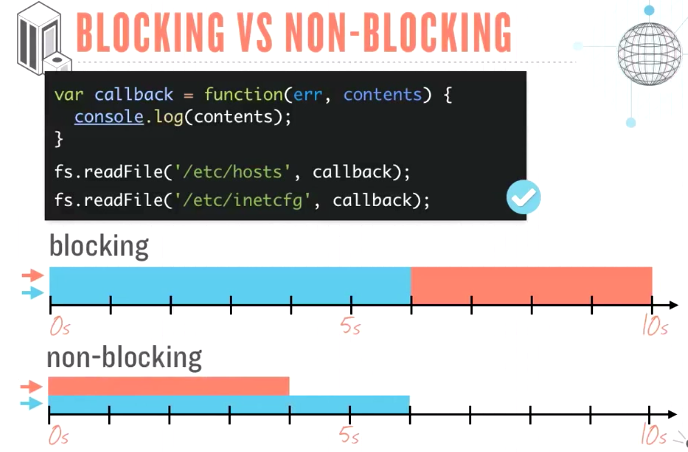 BLOCKING VS NON-BLOCKING
var callback = function(err, contents) {
  console.log(contents);
}
fs.readFile('/etc/hosts', callback);
fs.readFile('/etc/inetcfg', callback);
blocking
0s 5s 10s
non-blocking
0s 5s 10s